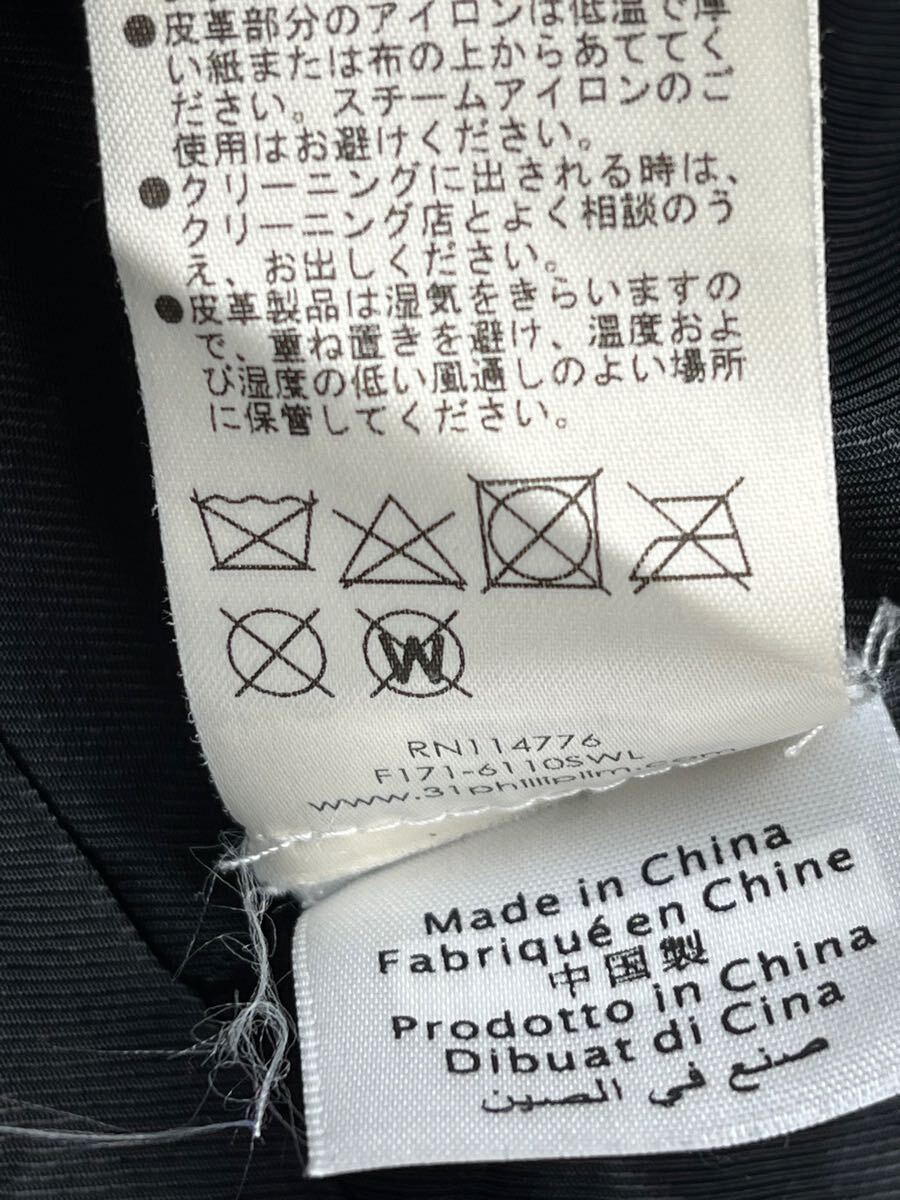 ●皮革部分のアイロンは低温で厚
い紙または布の上からあててく
ださい。スチームアイロンのご
使用はお避けください。
●クリーニングに出される時は、
クリーニング店とよく相談のう
え、お出しください。
●皮革製品は湿気をきらいますの
で、重ね置きを避け、温度およ
び湿度の低い風通しのよい場所
に保管してください。
W
RN114776
F171-6110SWL
www.31philliplim.com
Made in China
Fabriqué en Chine
中国製
Prodotto in China
Dibuat di Cina
صنع في الصين